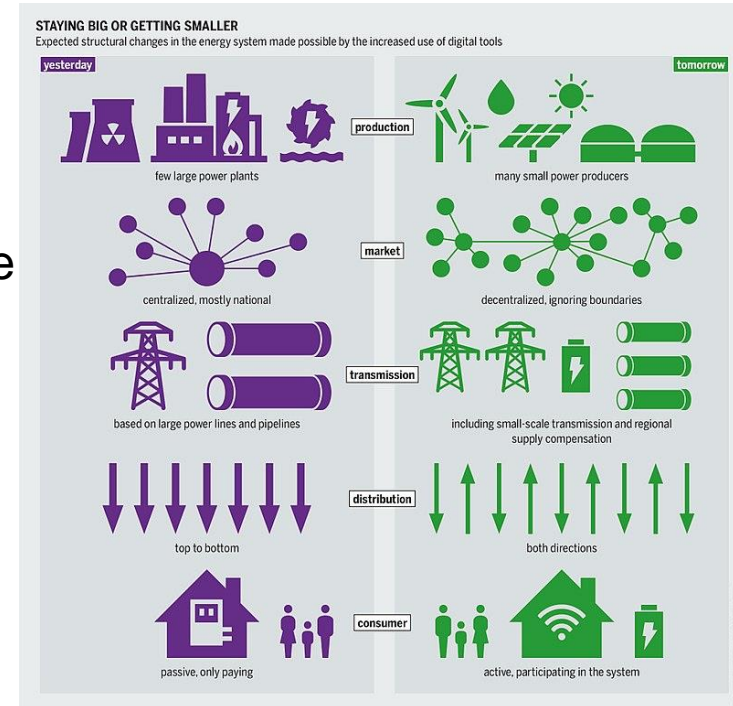 STAYING BIG OR GETTING SMALLER
Expected structural changes in the energy system made possible by the increased use of digital tools
yesterday
tomorrow
production
few large power plants
many small power producers
e
market
centralized, mostly national
decentralized, ignoring boundaries
transmission
based on large power lines and pipelines
including small-scale transmission and regional
supply compensation
distribution
top to bottom
both directions
consumer
passive, only paying
active, participating in the system